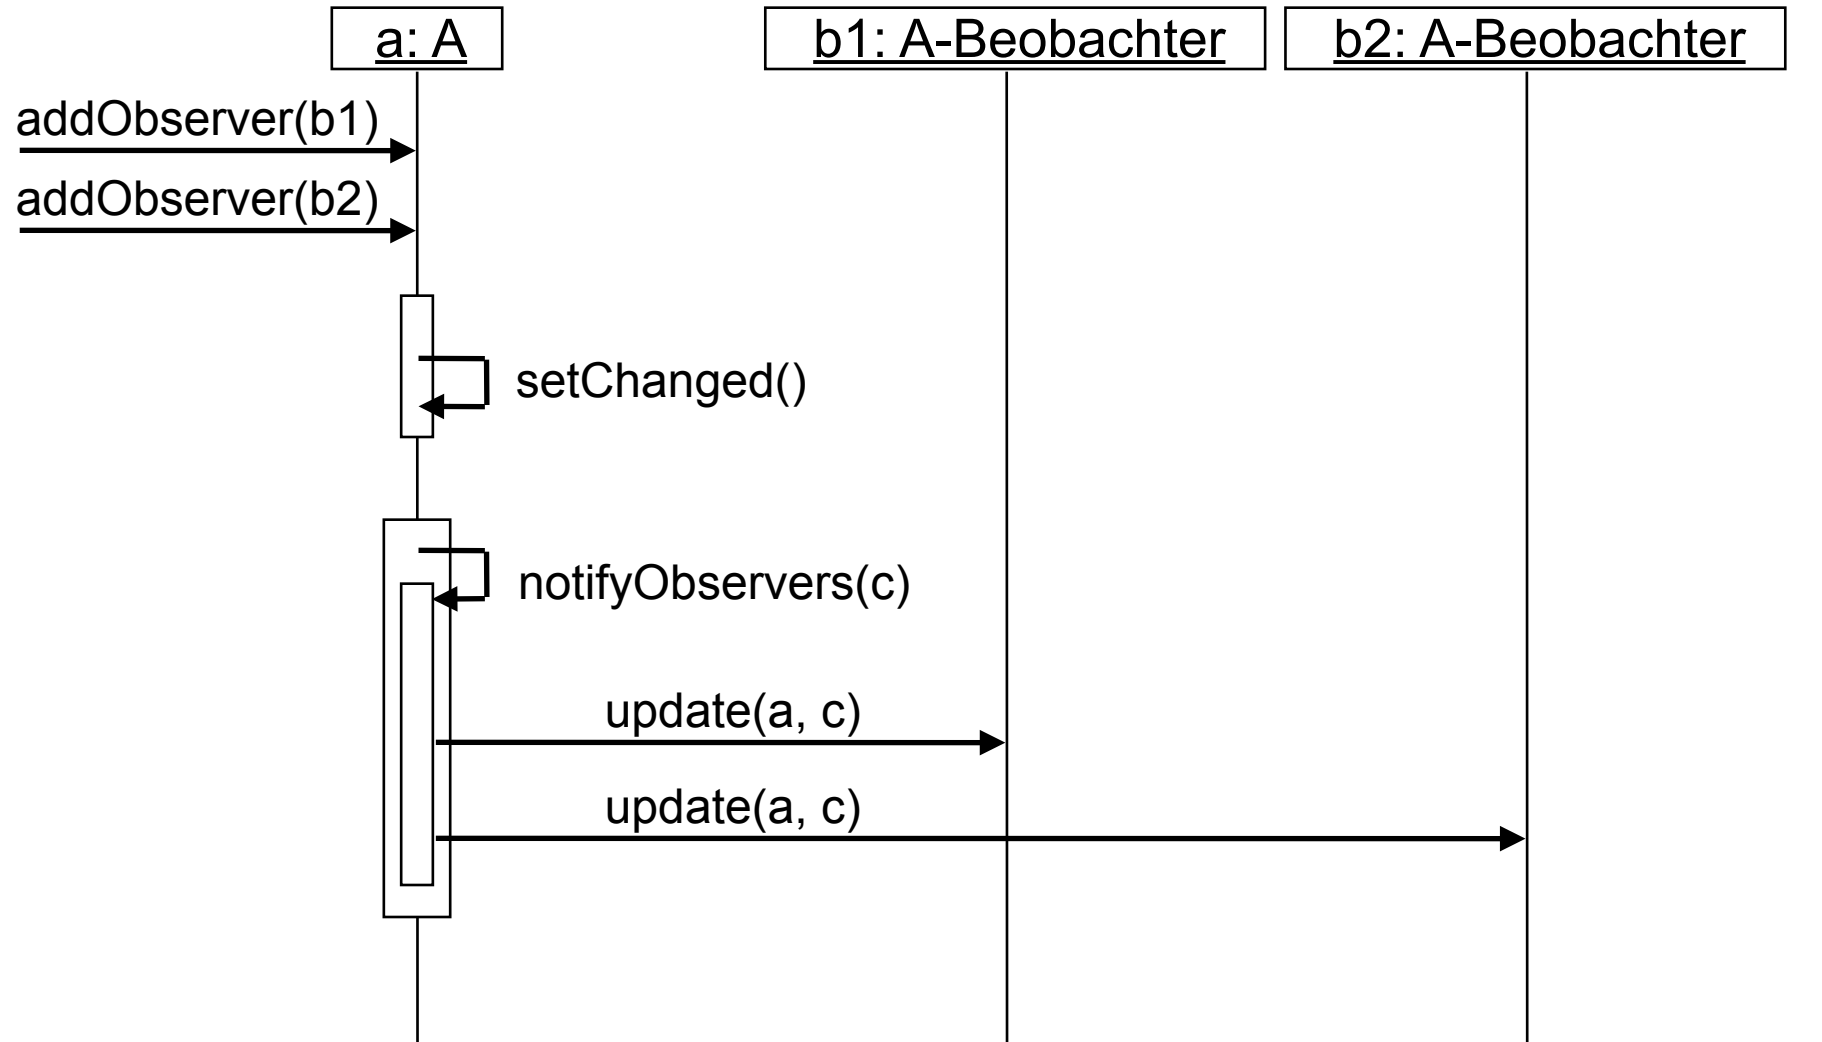 a: A
b1: A-Beobachter
b2: A-Beobachter
addObserver(b1)
addObserver(b2)
setChanged()
notifyObservers(c)
update(a, c)
update(a, c)